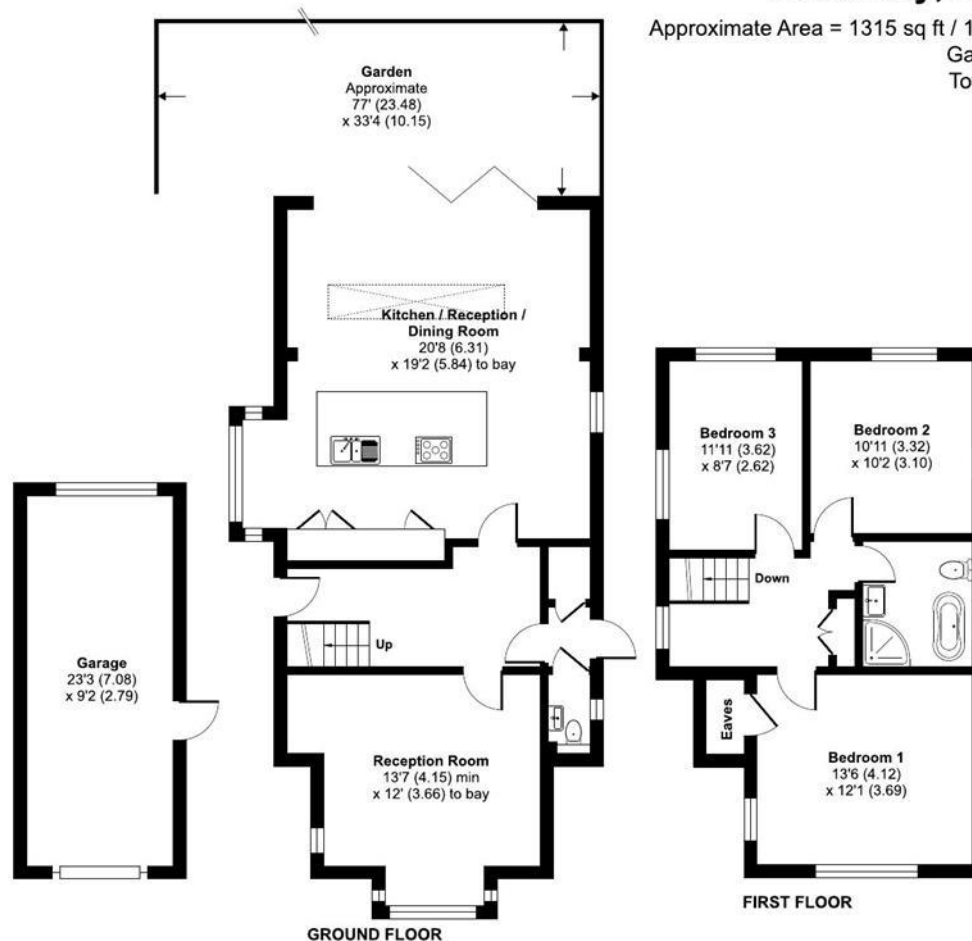 Approximate Area = 1315 sq ft / 1
Ga
To
Garden
Approximate
77' (23.48)
x 33'4 (10.15)
Kitchen / Reception /
Dining Room
20'8 (6.31)
x 19'2 (5.84) to bay
Up
Garage
23'3 (7.08)
x 9'2 (2.79)
Reception Room
13'7 (4.15) min
x 12' (3.66) to bay
GROUND FLOOR
Bedroom 3
11'11 (3.62)
x 8'7 (2.62)
Bedroom 2
10'11 (3.32)
x 10'2 (3.10)
Down
Eaves
Bedroom 1
13'6 (4.12)
x 12'1 (3.69)
FIRST FLOOR